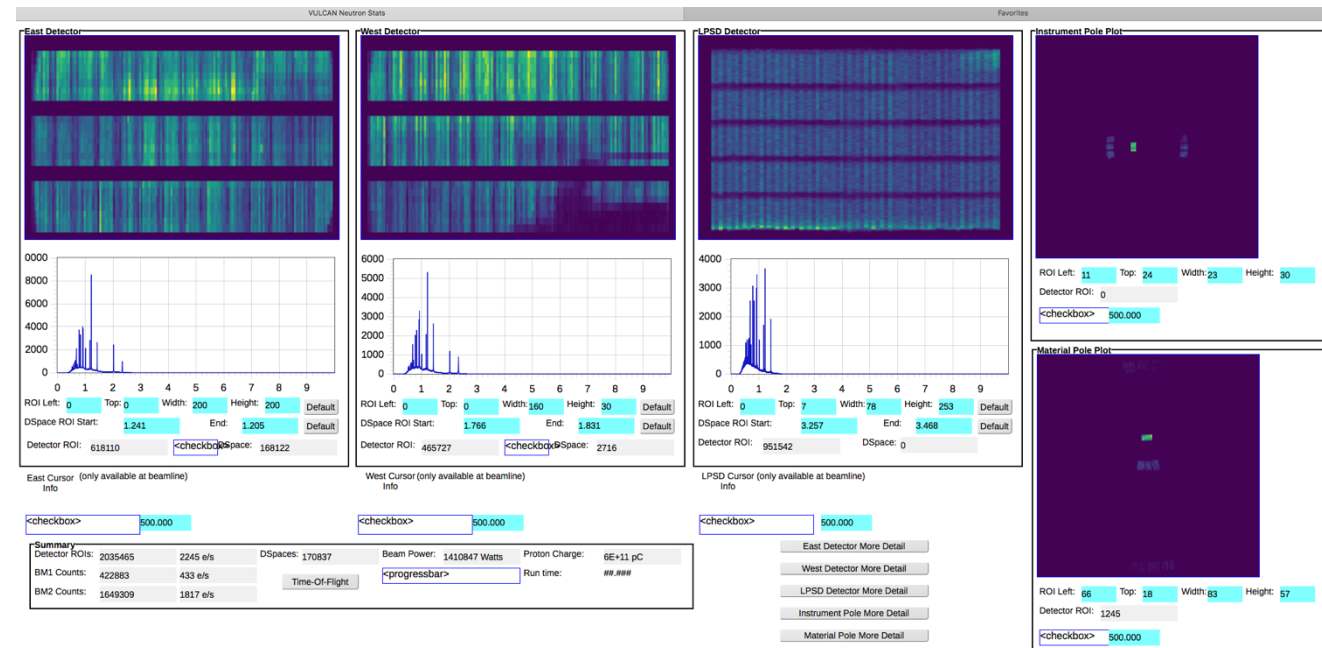 VULCAN Neutron Stats
Favorites
East Detector
West Detector
LPSD Detector
Instrument Pole Plot
0000
8000
6000
4000
2000
0
0 1 2 3 4 5 6 7 8 9
ROI Left: 0 Top: 0 Width: 200 Height: 200 Default
DSpace ROI Start: 1.241 End: 1.205 Default
Detector ROI: 618110 <checkbox> DSpace: 168122
6000
5000
4000
3000
2000
1000
0
0 1 2 3 4 5 6 7 8 9
ROI Left: 0 Top: 0 Width: 160 Height: 30 Default
DSpace ROI Start: 1.766 End: 1.831 Default
Detector ROI: 465727 <checkbox> DSpace: 2716
4000
3000
2000
1000
0
0 1 2 3 4 5 6 7 8 9
ROI Left: 0 Top: 7 Width: 78 Height: 253 Default
DSpace ROI Start: 3.257 End: 3.468 Default
Detector ROI: 951542 DSpace: 0
ROI Left: 11 Top: 24 Width: 23 Height: 30
Detector ROI: 0
<checkbox> 500.000
Material Pole Plot
ROI Left: 66 Top: 18 Width: 83 Height: 57
Detector ROI: 1245
<checkbox> 500.000
East Cursor (only available at beamline)
Info
West Cursor (only available at beamline)
Info
LPSD Cursor (only available at beamline)
Info
<checkbox> 500.000
<checkbox> 500.000
<checkbox> 500.000
Summary
Detector ROIs: 2035465 2245 e/s DSpaces: 170837 Beam Power: 1410847 Watts Proton Charge: 6E+11 pC
BM1 Counts: 422883 433 e/s Time-Of-Flight <progressbar> Run time: ##.###
BM2 Counts: 1649309 1817 e/s
East Detector More Detail
West Detector More Detail
LPSD Detector More Detail
Instrument Pole More Detail
Material Pole More Detail